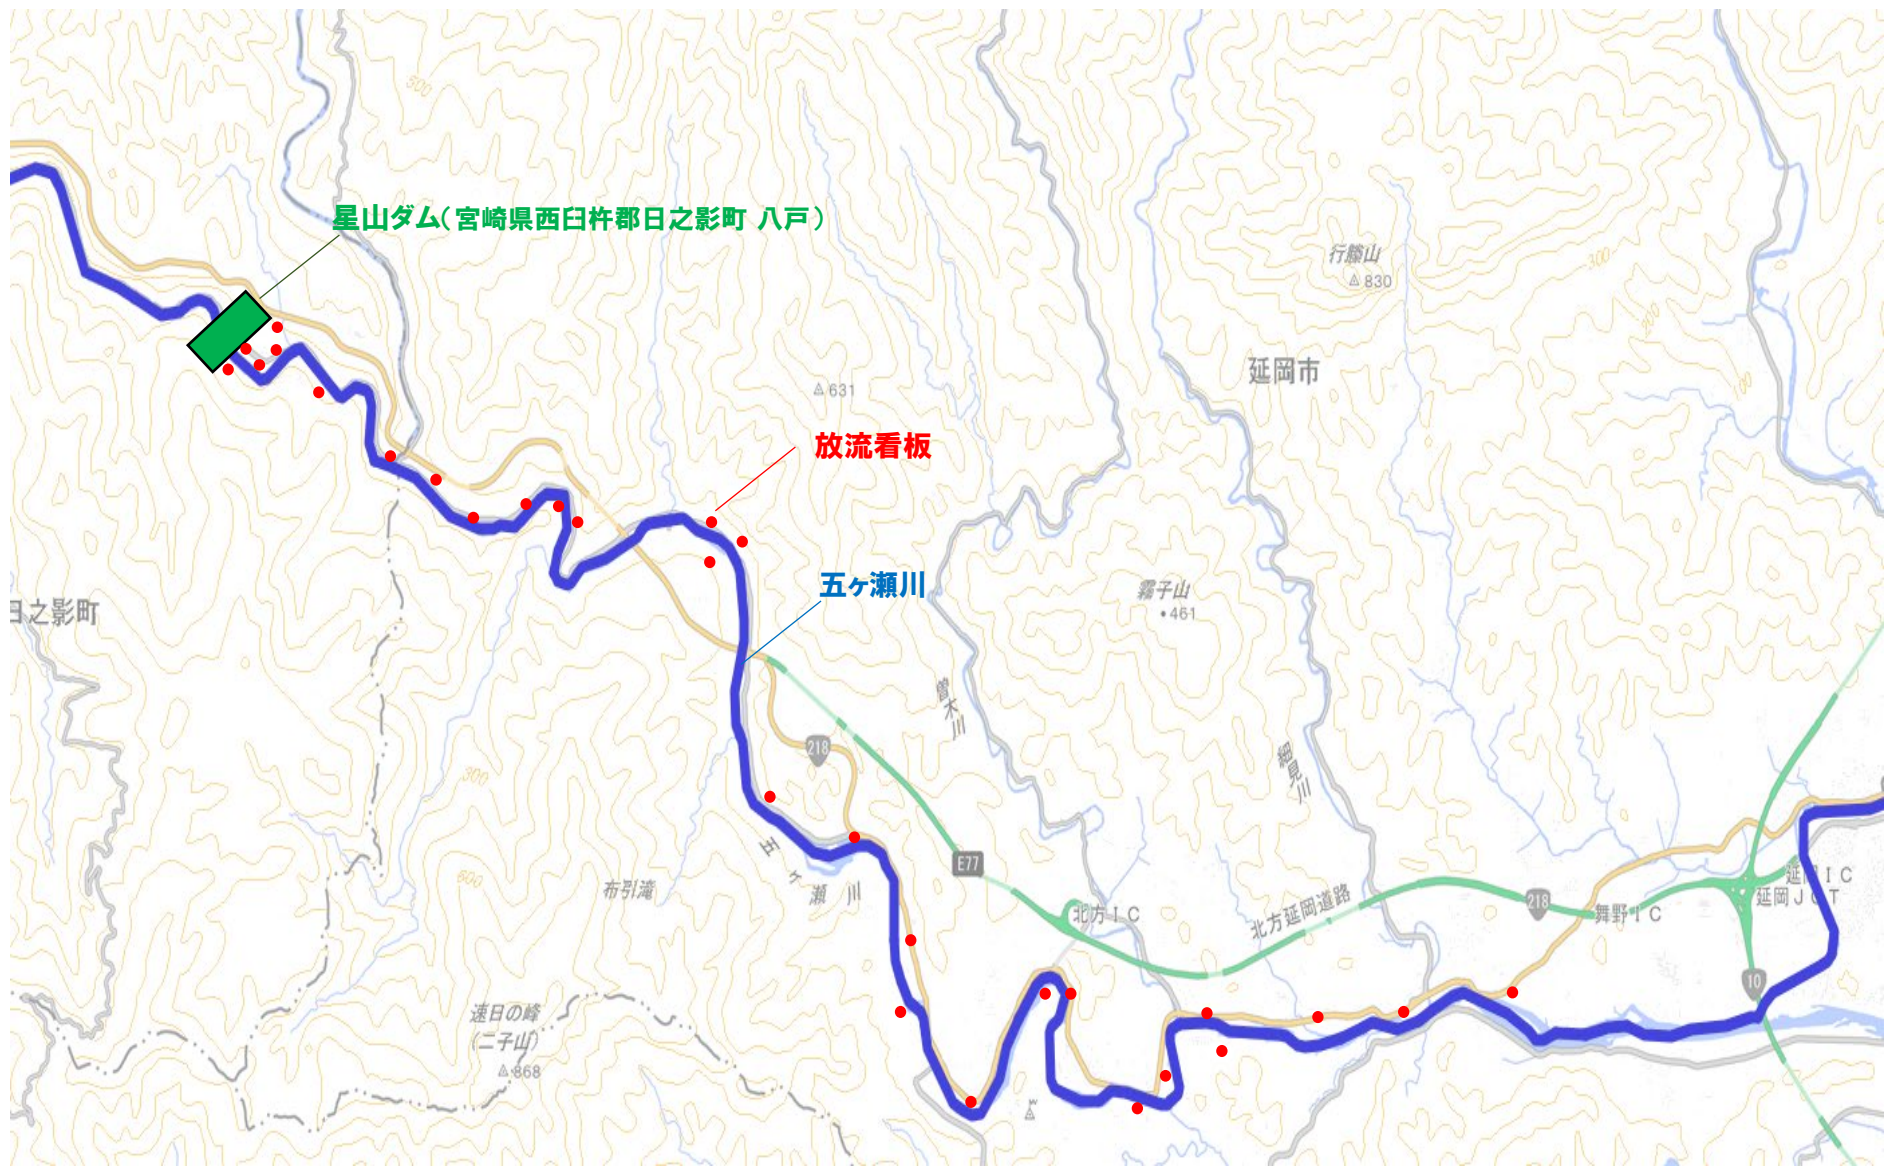 500
星山ダム(宮崎県西臼杵郡日之影町 八戸)
行縢山
830
300
200
延岡市
631
放流看板
五ヶ瀬川
霧子山
461
日之影町
曽木川
218
300
細見川
五ヶ瀬川
E77
600
布引滝
北方IC
北方延岡道路
218
舞野IC
延岡IC
延岡JCT
10
速日の峰
(二子山)
868